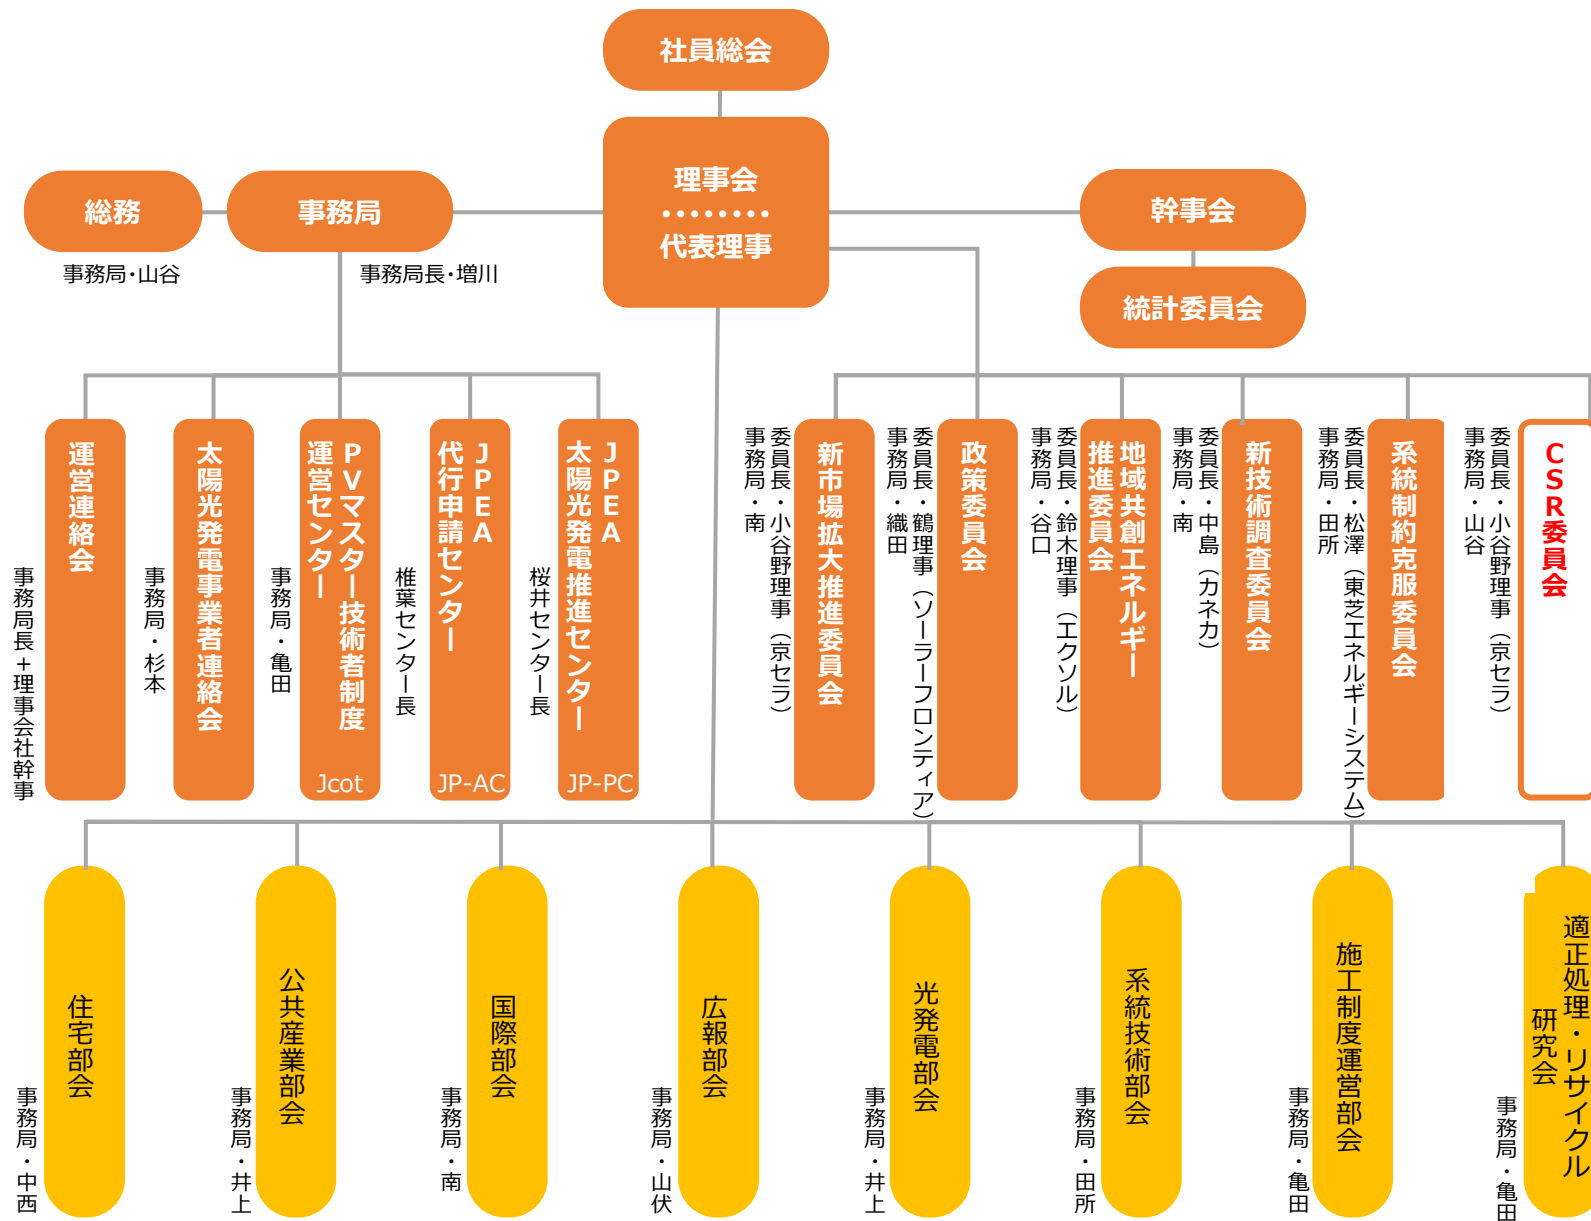 社員総会
理事会
・・・・・・・・
代表理事
総務
事務局
幹事会
事務局・山谷
事務局長・増川
統計委員会
運営連絡会
事務局長+理事会社幹事
太陽光発電事業者連絡会
事務局・杉本
PVマスター技術者制度
運営センター
Jcot
事務局・亀田
JPEA
代行申請センター
JP-AC
椎葉センター長
JPEA
太陽光発電推進センター
JP-PC
桜井センター長
新市場拡大推進委員会
委員長・小谷野理事（京セラ）
事務局・南
政策委員会
委員長・鶴理事（ソーラーフロンティア）
事務局・織田
地域共創エネルギー
推進委員会
委員長・鈴木理事（エクソル）
事務局・谷口
新技術調査委員会
委員長・中島（カネカ）
事務局・南
系統制約克服委員会
委員長・松澤（東芝エネルギーシステム）
事務局・田所
CSR委員会
委員長・小谷野理事（京セラ）
事務局・山谷
住宅部会
事務局・中西
公共産業部会
事務局・井上
国際部会
事務局・南
広報部会
事務局・山伏
光発電部会
事務局・井上
系統技術部会
事務局・田所
施工制度運営部会
事務局・亀田
適正処理・リサイクル
研究会
事務局・亀田